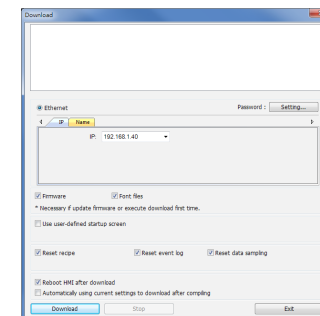 Download
Ethernet
Password : Setting...
IP Name
IP: 192.168.1.40
Firmware Font files
* Necessary if update firmware or execute download first time.
Use user-defined startup screen
Reset recipe Reset event log Reset data sampling
Reboot HMI after download
Automatically using current settings to download after compiling
Download Stop Exit